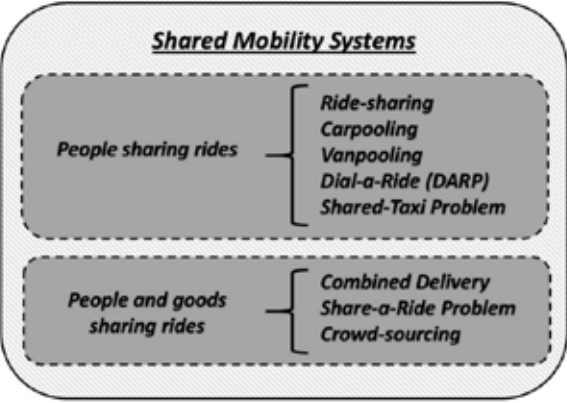 Shared Mobility Systems
People sharing rides
Ride-sharing
Carpooling
Vanpooling
Dial-a-Ride (DARP)
Shared-Taxi Problem
People and goods
sharing rides
Combined Delivery
Share-a-Ride Problem
Crowd-sourcing